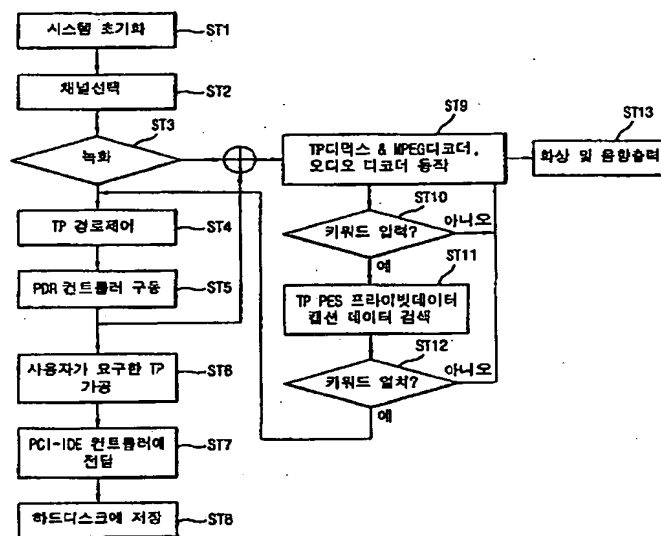 시스템 초기화
ST1
채널선택
ST2
ST3
녹화
TP 경로제어
ST4
PDR 컨트롤러 구동
ST5
사용자가 요구한 TP
가공
ST6
PCI-IDE 컨트롤러에
전달
ST7
하드디스크에 저장
ST8
ST9
TP디먹스 & MPEG디코더,
오디오 디코더 동작
ST10
키워드 입력?
아니오
예
ST11
TP PES 프라이빗데이터
캡션 데이터 검색
ST12
키워드 일치?
아니오
예
ST13
화상 및 음향출력